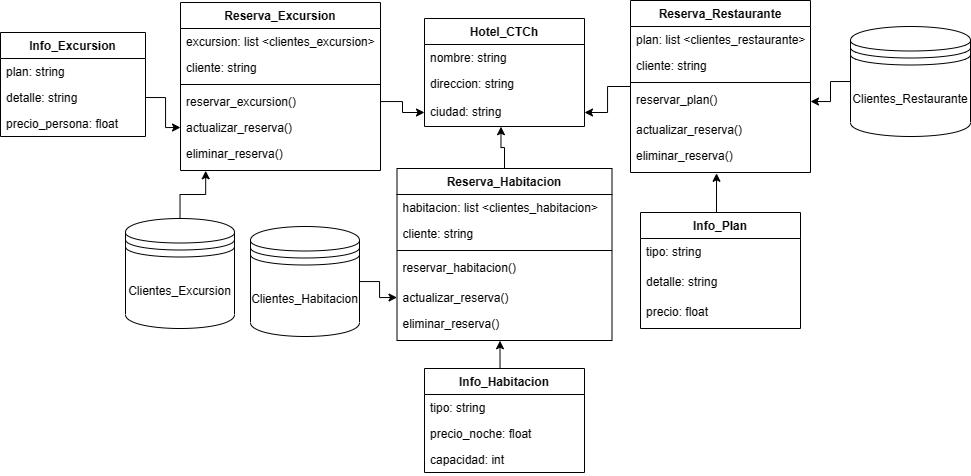 Info_Excursion
plan: string
detalle: string
precio_persona: float
Reserva_Excursion
excursion: list <clientes_excursion>
cliente: string
reservar_excursion()
actualizar_reserva()
eliminar_reserva()
Hotel_CTCh
nombre: string
direccion: string
ciudad: string
Reserva_Restaurante
plan: list <clientes_restaurante>
cliente: string
reservar_plan()
actualizar_reserva()
eliminar_reserva()
Clientes_Restaurante
Reserva_Habitacion
habitacion: list <clientes_habitacion>
cliente: string
reservar_habitacion()
actualizar_reserva()
eliminar_reserva()
Info_Plan
tipo: string
detalle: string
precio: float
Clientes_Excursion
Clientes_Habitacion
Info_Habitacion
tipo: string
precio_noche: float
capacidad: int